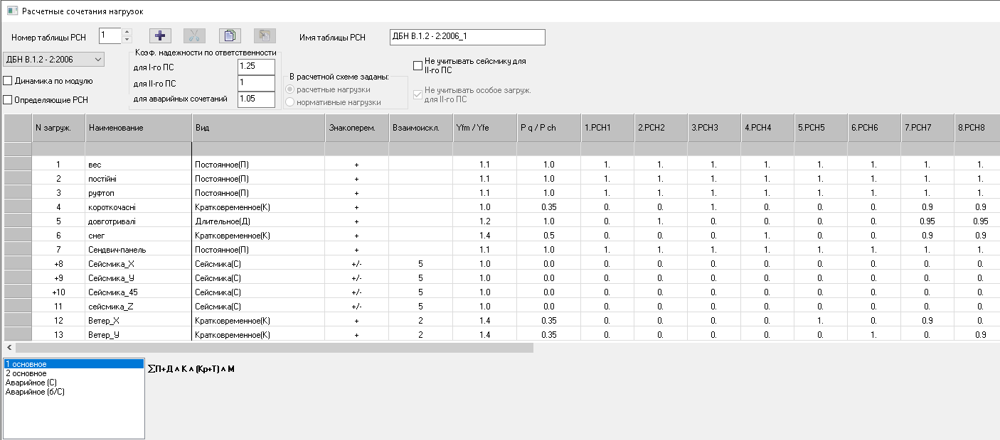 Расчетные сочетания нагрузок
Номер таблицы РСН 1 Имя таблицы РСН ДБН В.1.2 - 2:2006_1
ДБН В.1.2 - 2:2006
Коэф. надежности по ответственности
для I-го ПС 1.25
для II-го ПС 1
для аварийных сочетаний 1.05
Динамика по модулю
Определяющие РСН
В расчетной схеме заданы:
расчетные нагрузки
нормативные нагрузки
Не учитывать сейсмику для
II-го ПС
Не учитывать особое загруж.
для II-го ПС
N загруж. Наименование Вид Знакоперем. Взаимоискл. Yfm / Yfe P q / P ch 1.РСН1 2.РСН2 3.РСН3 4.РСН4 5.РСН5 6.РСН6 7.РСН7 8.РСН8
1 вес Постоянное(П) + 1.1 1.0 1. 1. 1. 1. 1. 1. 1. 1.
2 постійні Постоянное(П) + 1.1 1.0 1. 1. 1. 1. 1. 1. 1. 1.
3 руфтоп Постоянное(П) + 1.1 1.0 1. 1. 1. 1. 1. 1. 1. 1.
4 короткочасні Кратковременное(К) + 1.0 0.35 0. 0. 1. 0. 0. 0. 0.9 0.9
5 довготривалі Длительное(Д) + 1.2 1.0 0. 1. 0. 0. 0. 0. 0.95 0.95
6 снег Кратковременное(К) + 1.4 0.5 0. 0. 0. 1. 0. 0. 0.9 0.9
7 Сендвич-панель Постоянное(П) + 1.1 1.0 1. 1. 1. 1. 1. 1. 1. 1.
+8 Сейсмика_Х Сейсмика(С) +/- 5 1.0 0.0 0. 0. 0. 0. 0. 0. 0. 0.
+9 Сейсмика_У Сейсмика(С) +/- 5 1.0 0.0 0. 0. 0. 0. 0. 0. 0. 0.
+10 Сейсмика_45 Сейсмика(С) +/- 5 1.0 0.0 0. 0. 0. 0. 0. 0. 0. 0.
11 сейсмика_Z Сейсмика(С) +/- 5 1.0 0.0 0. 0. 0. 0. 0. 0. 0. 0.
12 Ветер_Х Кратковременное(К) + 2 1.4 0.35 0. 0. 0. 0. 1. 0. 0.9 0.
13 Ветер_У Кратковременное(К) + 2 1.4 0.35 0. 0. 0. 0. 0. 1. 0. 0.9
1 основное
2 основное
Аварийное (С)
Аварийное (б/С)
∑П+Д ∧ К ∧ (Кр+Т) ∧ М